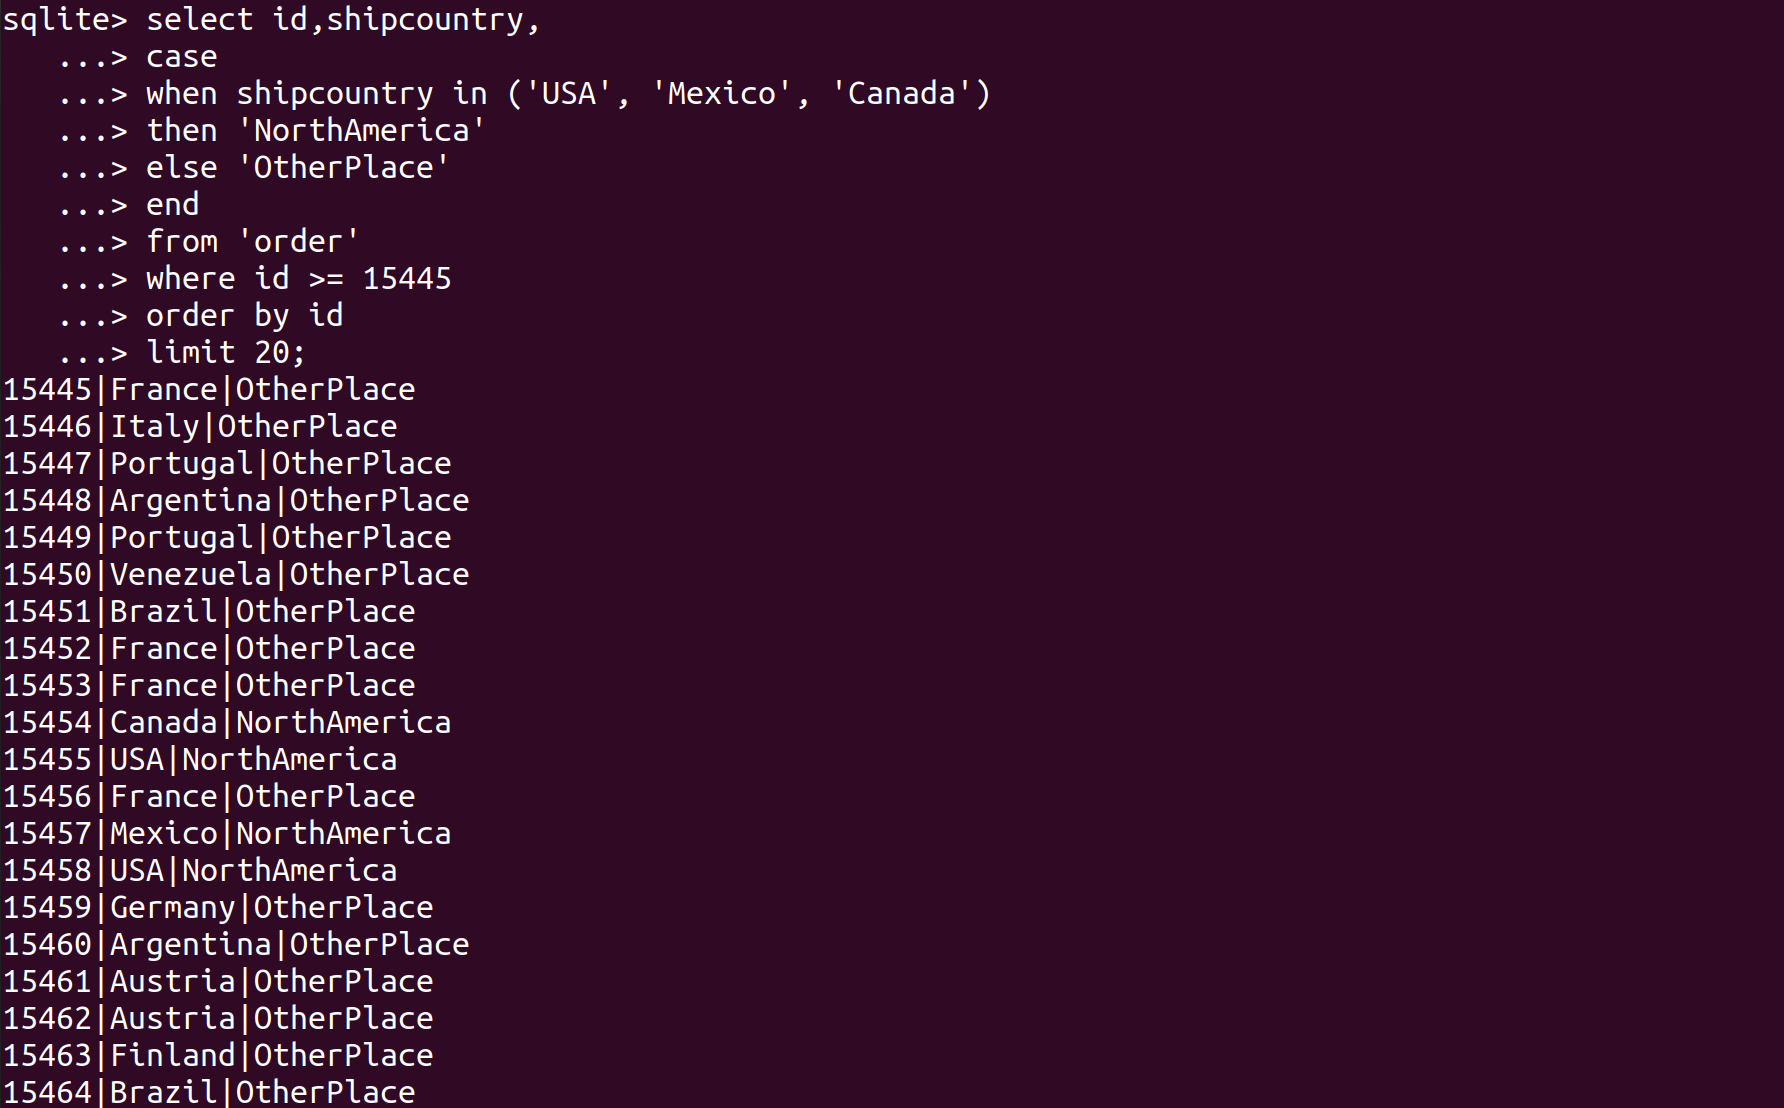 sqlite> select id,shipcountry,
   ...> case
   ...> when shipcountry in ('USA', 'Mexico', 'Canada')
   ...> then 'NorthAmerica'
   ...> else 'OtherPlace'
   ...> end
   ...> from 'order'
   ...> where id >= 15445
   ...> order by id
   ...> limit 20;
15445|France|OtherPlace
15446|Italy|OtherPlace
15447|Portugal|OtherPlace
15448|Argentina|OtherPlace
15449|Portugal|OtherPlace
15450|Venezuela|OtherPlace
15451|Brazil|OtherPlace
15452|France|OtherPlace
15453|France|OtherPlace
15454|Canada|NorthAmerica
15455|USA|NorthAmerica
15456|France|OtherPlace
15457|Mexico|NorthAmerica
15458|USA|NorthAmerica
15459|Germany|OtherPlace
15460|Argentina|OtherPlace
15461|Austria|OtherPlace
15462|Austria|OtherPlace
15463|Finland|OtherPlace
15464|Brazil|OtherPlace